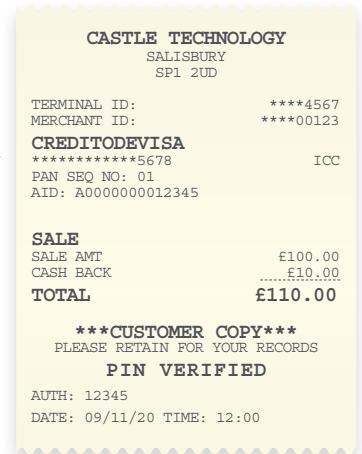 CASTLE TECHNOLOGY
SALISBURY
SP1 2UD
TERMINAL ID: ****4567
MERCHANT ID: ****00123
CREDITODEVISA
************5678 ICC
PAN SEQ NO: 01
AID: A0000000012345
SALE
SALE AMT £100.00
CASH BACK £10.00
TOTAL £110.00
***CUSTOMER COPY***
PLEASE RETAIN FOR YOUR RECORDS
PIN VERIFIED
AUTH: 12345
DATE: 09/11/20 TIME: 12:00